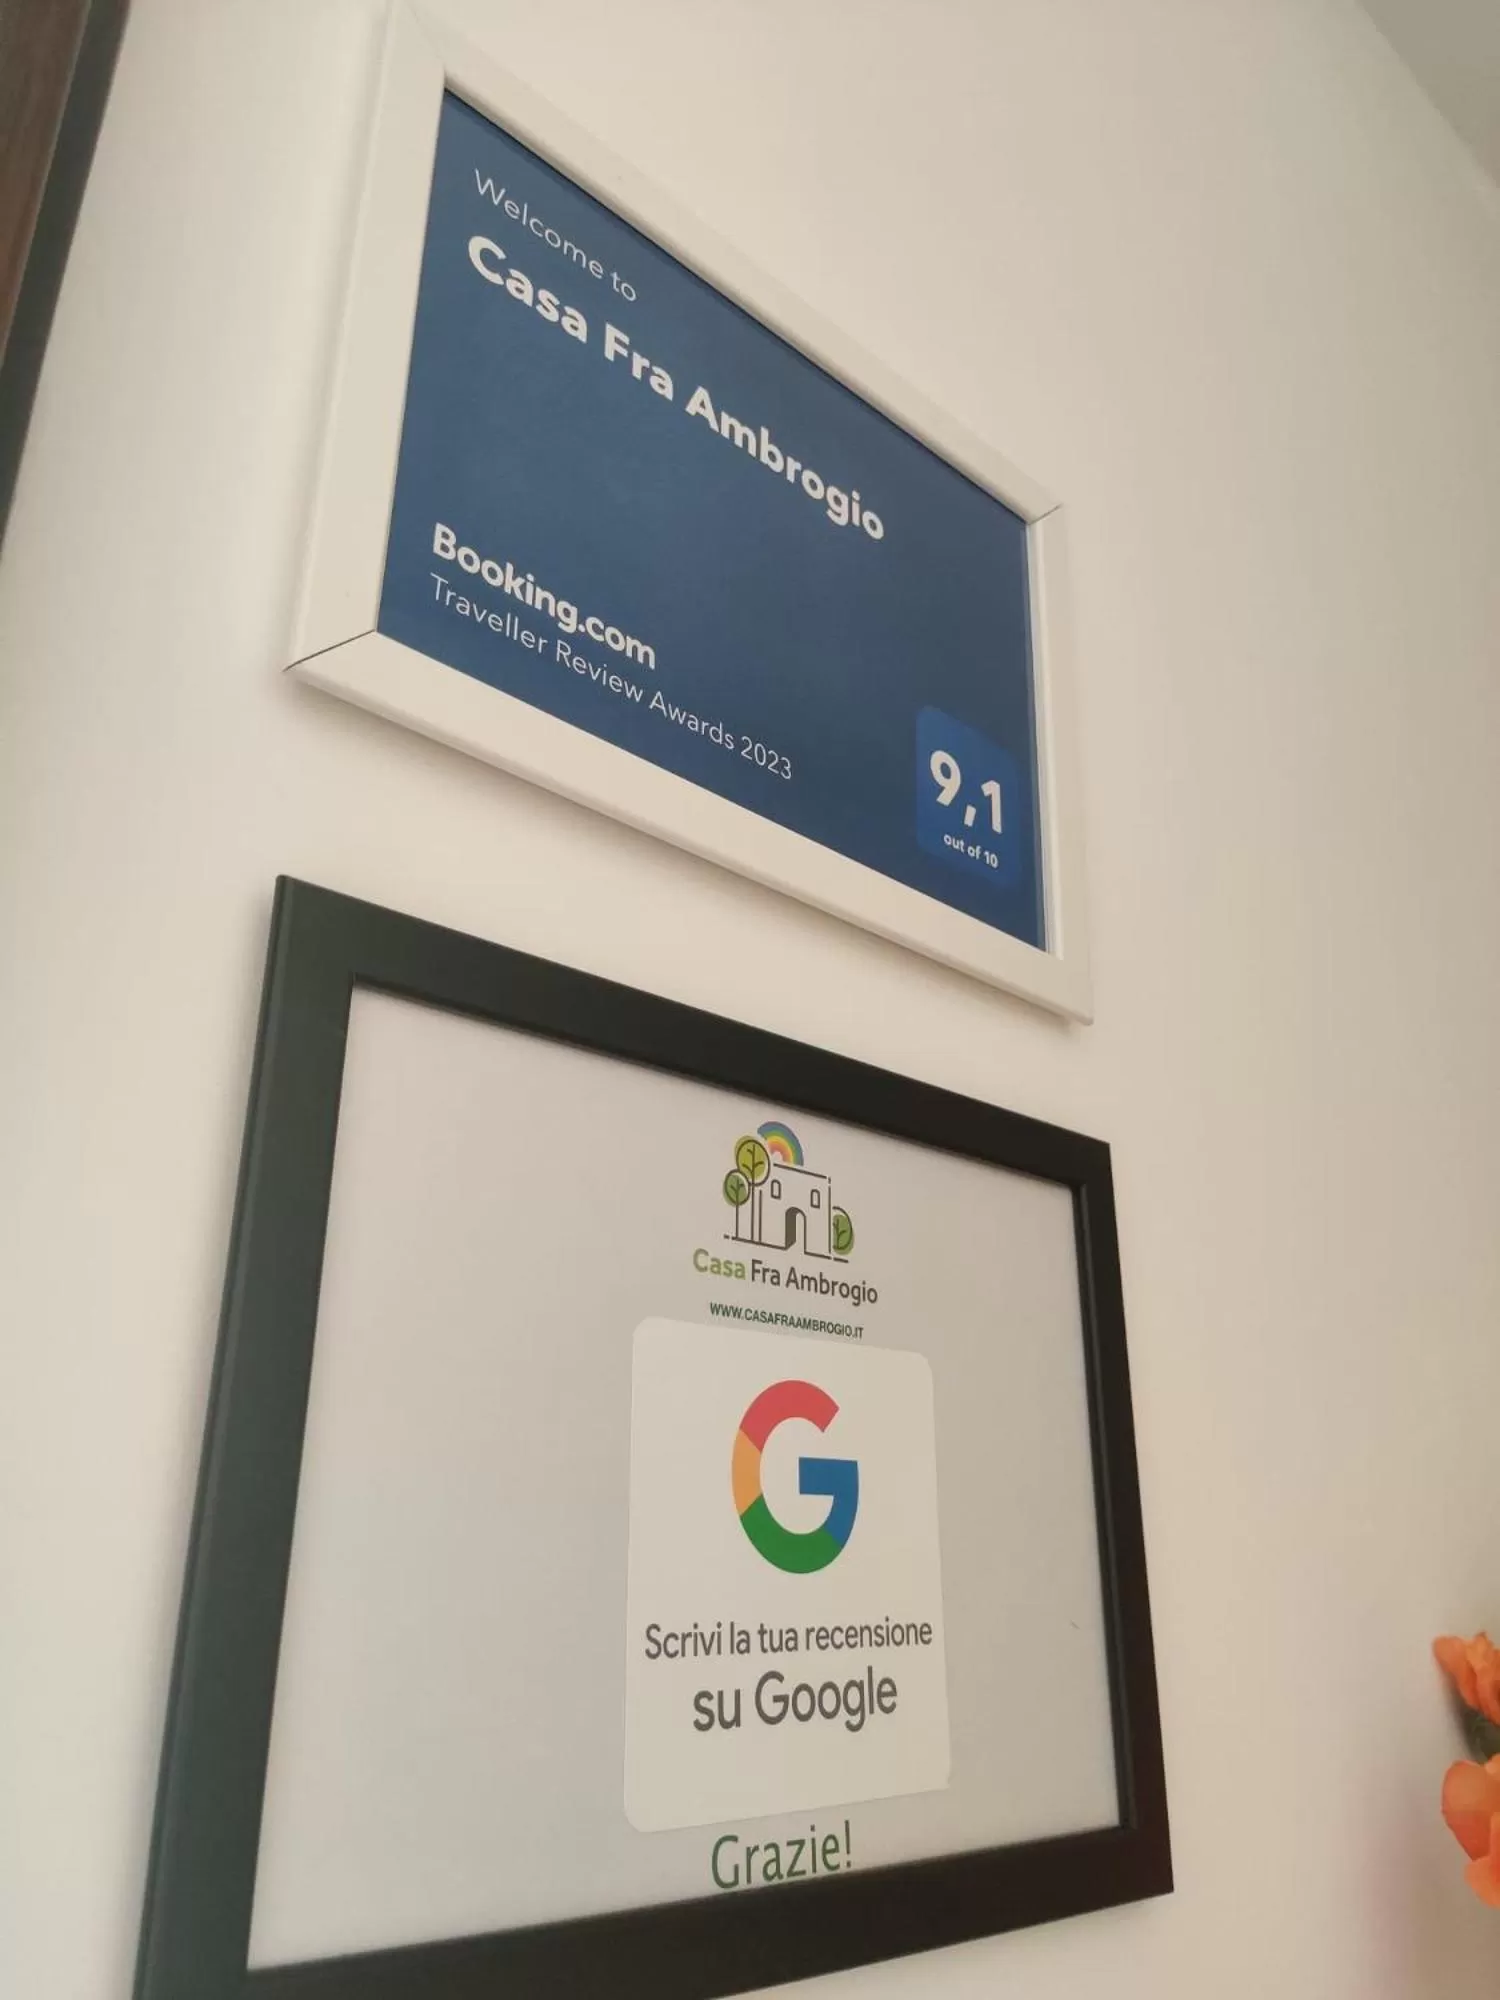 Welcome to
Casa Fra Ambrogio
Booking.com
Traveller Review Awards 2023
9,1
out of 10
Casa Fra Ambrogio
WWW.CASAFRAAMBROGIO.IT
G
Scrivi la tua recensione
su Google
Grazie!